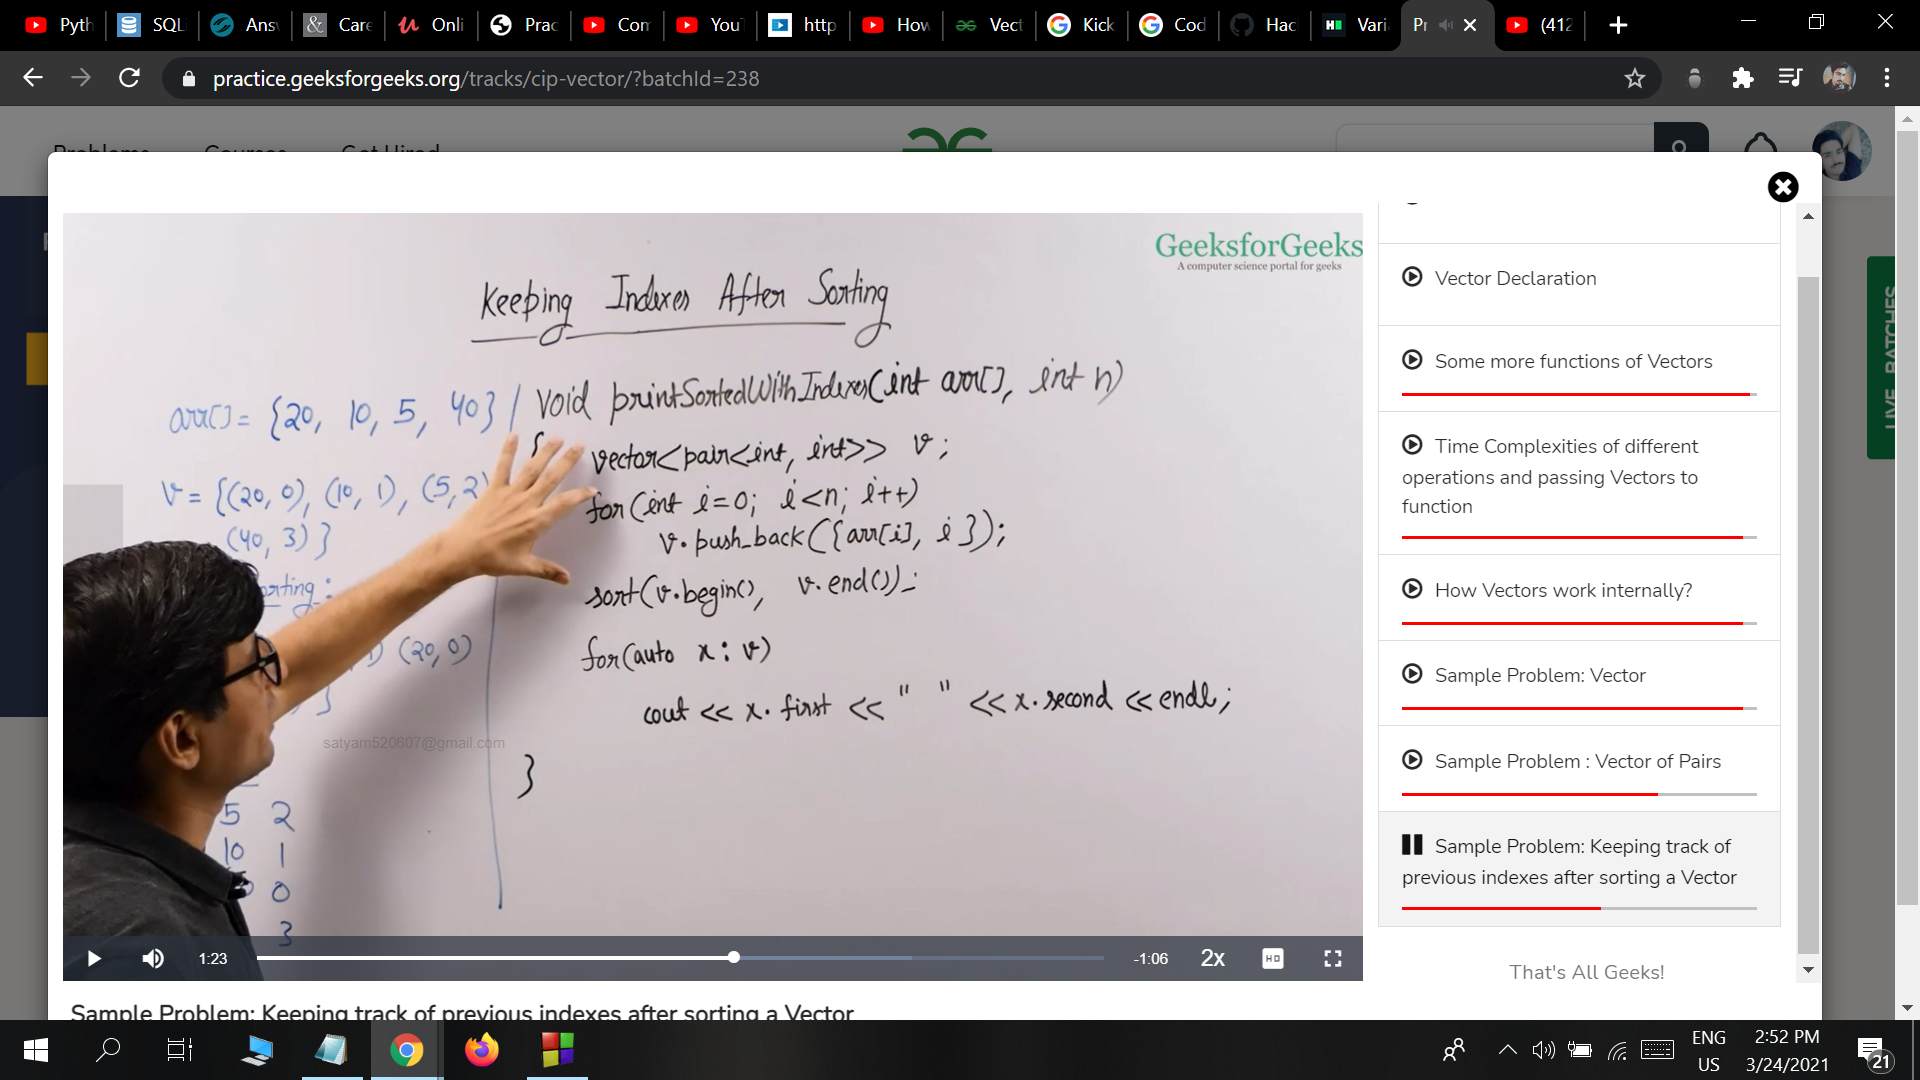 Pyth
SQL
Ans
Care
Onli
Prac
Com
You
http
How
Vect
Kick
Cod
Hac
Vari
Pr
(412
practice.geeksforgeeks.org/tracks/cip-vector/?batchId=238
Problems Courses Get Hired
GeeksforGeeks
A computer science portal for geeks
Keeping Indexes After Sorting
arr[] = {20, 10, 5, 40}
v = {(20, 0), (10, 1), (5, 2)
(40, 3)}
orting:
(20, 0)
}
5 2
10 1
0
3
void printSortedWithIndexes(int arr[], int n)
{
vector<pair<int, int>> v;
for(int i=0; i<n; i++)
v.push_back({arr[i], i});
sort(v.begin(), v.end());
for(auto x : v)
cout << x.first << " " << x.second << endl;
}
satyam520607@gmail.com
1:23
-1:06
2x
HD
Sample Problem: Keeping track of previous indexes after sorting a Vector
Vector Declaration
Some more functions of Vectors
Time Complexities of different
operations and passing Vectors to
function
How Vectors work internally?
Sample Problem: Vector
Sample Problem : Vector of Pairs
Sample Problem: Keeping track of
previous indexes after sorting a Vector
That's All Geeks!
LIVE BATCHES
ENG
US
2:52 PM
3/24/2021
21